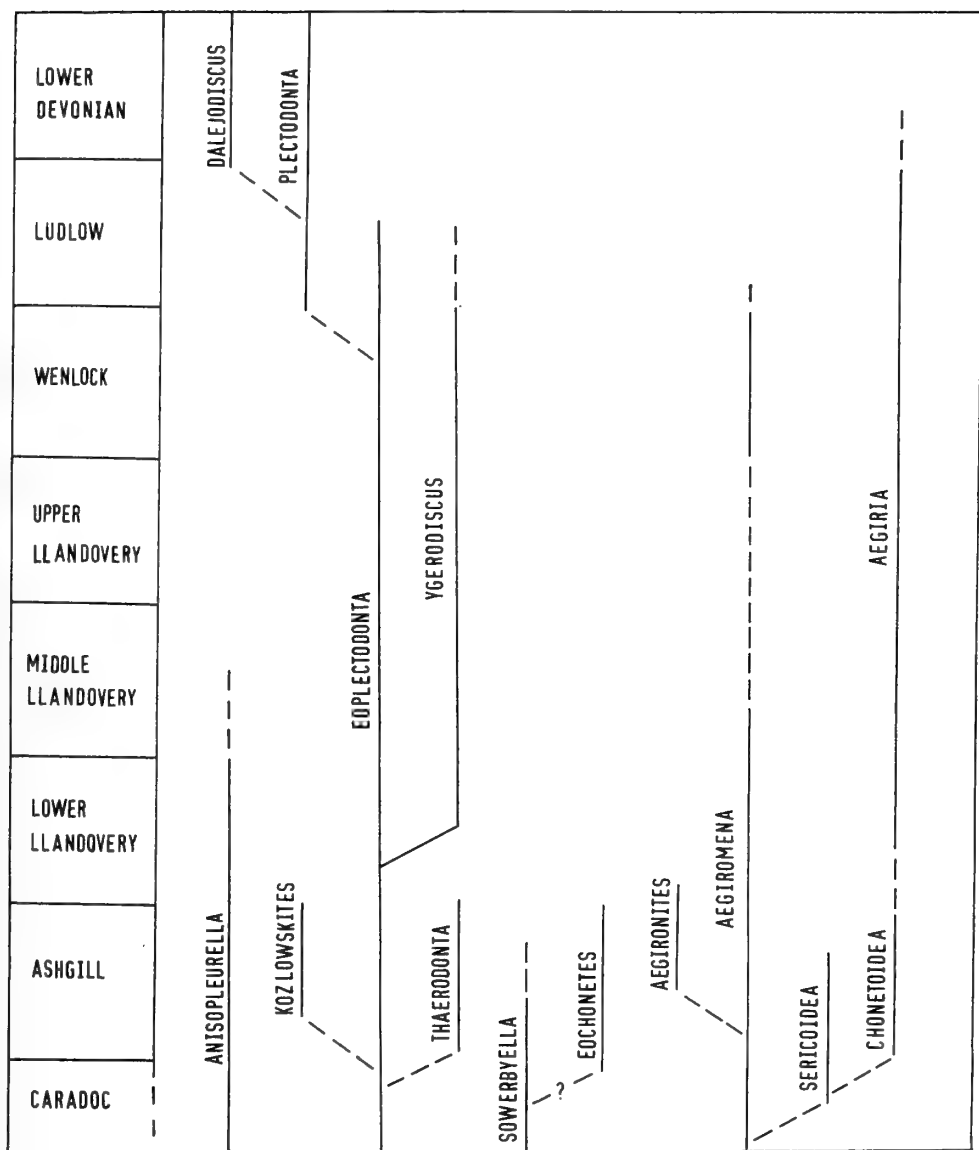 LOWER
DEVONIAN
LUDLOW
WENLOCK
UPPER
LLANDOVERY
MIDDLE
LLANDOVERY
LOWER
LLANDOVERY
ASHGILL
CARADOC
DALEJODISCUS
PLECTODONTA
ANISOPLEURELLA
KOZLOWSKITES
EOPLECTODONTA
YGERODISCUS
THAERODONTA
SOWERBYELLA
?
EOCHONETES
AEGIRONITES
AEGIROMENA
SERICOIDEA
CHONETOIDEA
AEGIRIA